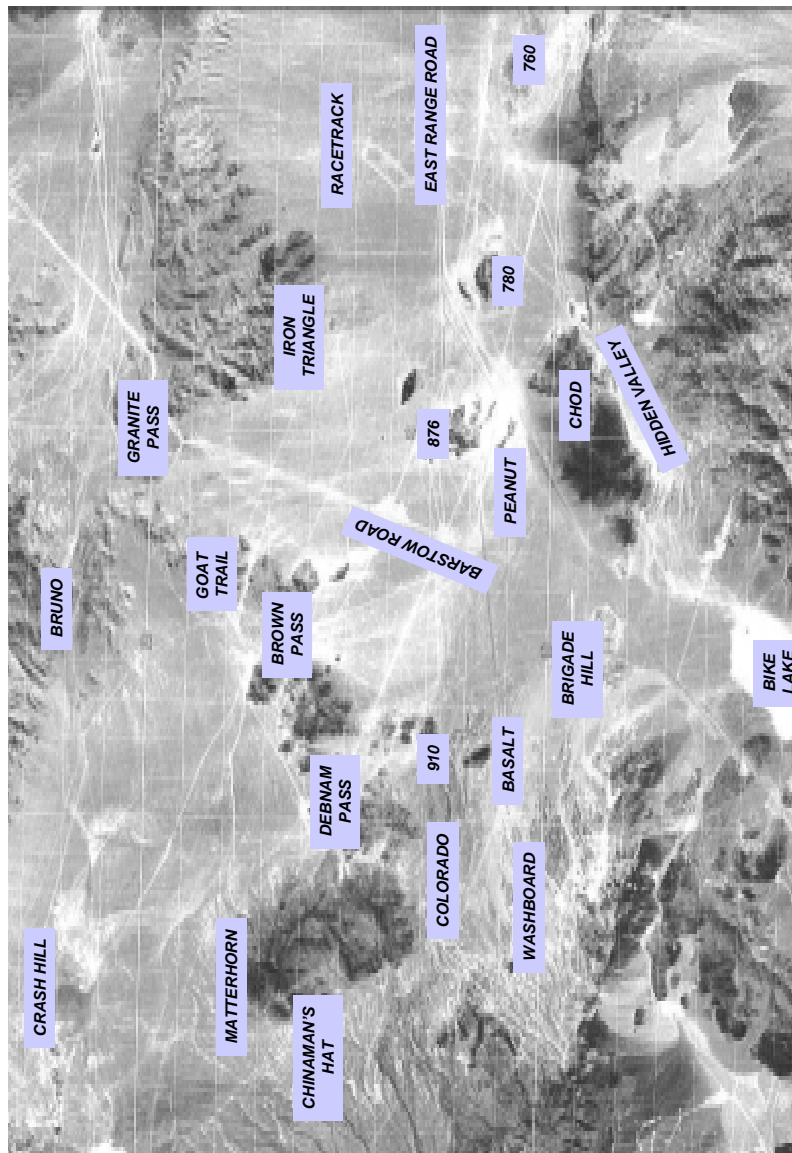 CRASH HILL
BRUNO
GRANITE
PASS
MATTERHORN
GOAT
TRAIL
BROWN
PASS
IRON
TRIANGLE
CHINAMAN'S
HAT
DEBNAM
PASS
RACETRACK
BARSTOW ROAD
COLORADO
910
876
EAST RANGE ROAD
WASHBOARD
BASALT
PEANUT
780
760
BRIGADE
HILL
CHOD
HIDDEN VALLEY
BIKE
LAKE